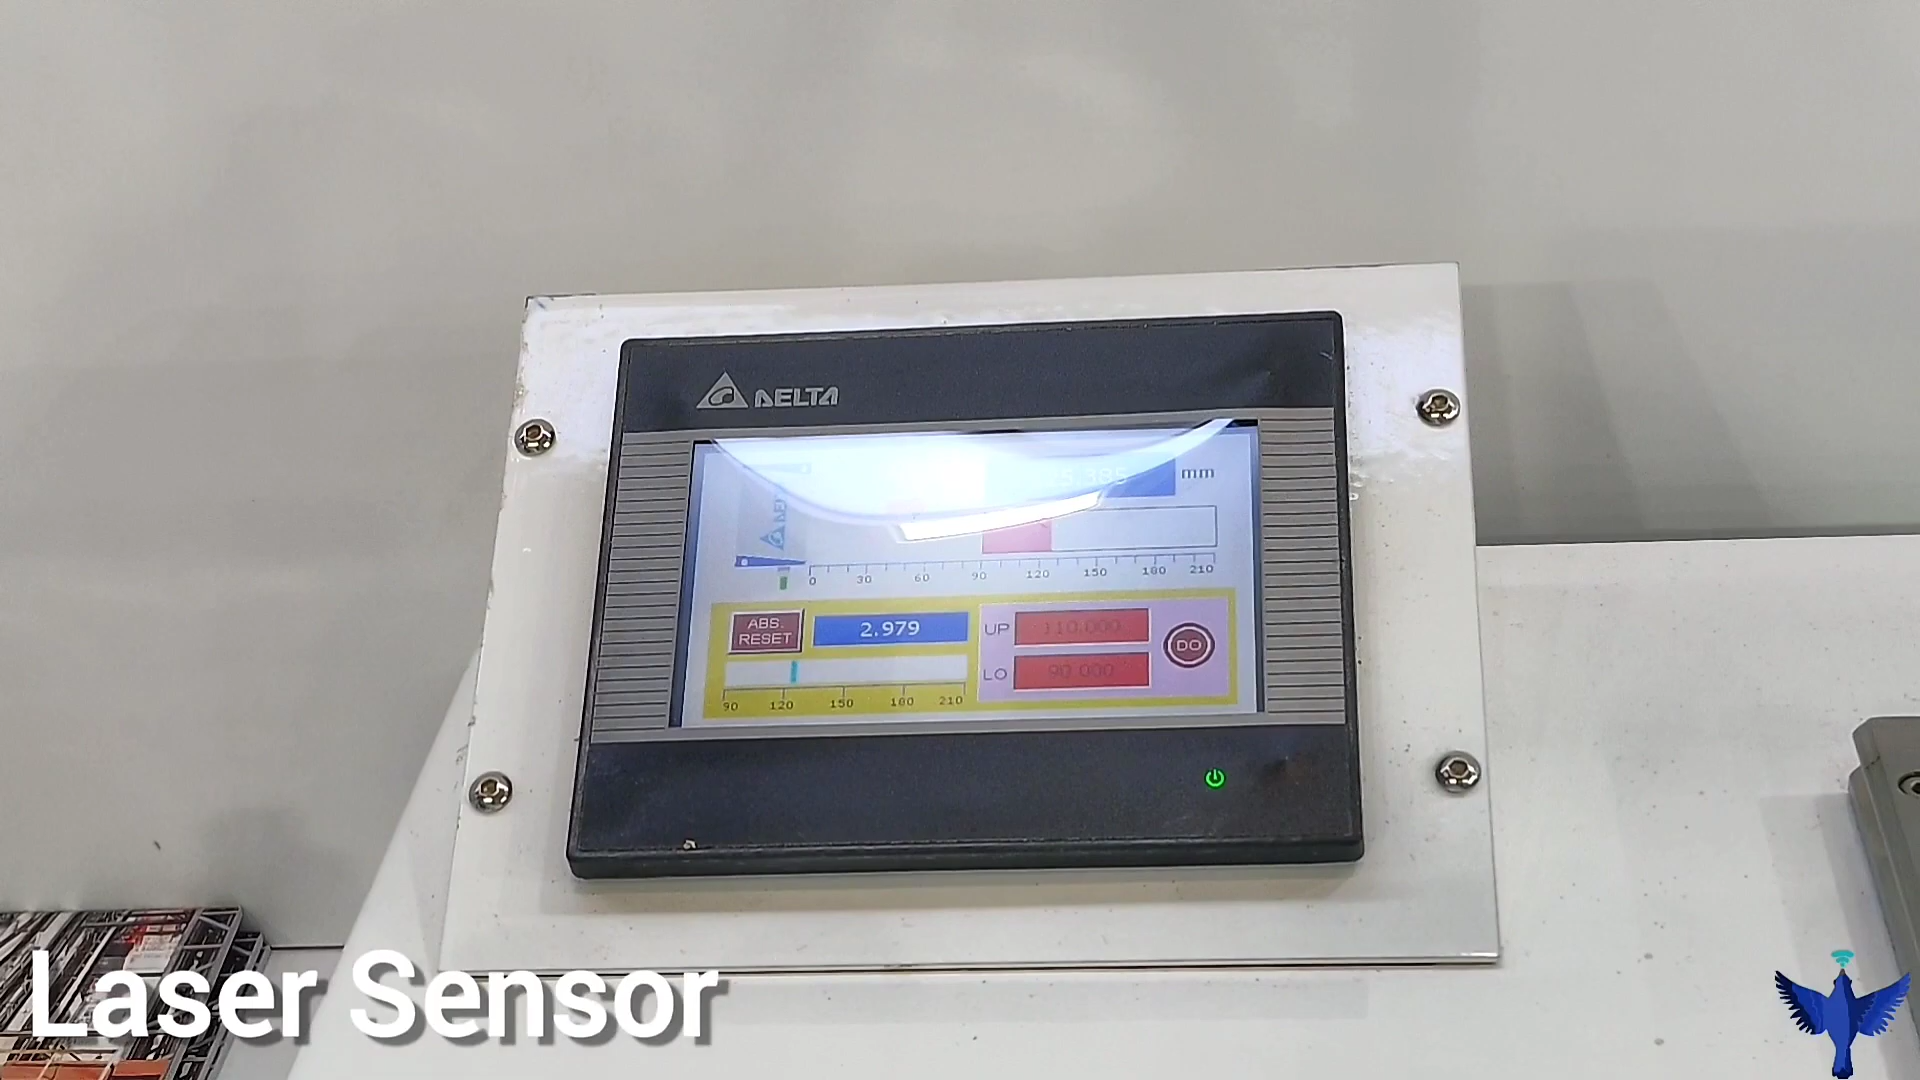 DELTA
mm
0 30 60 90 120 150 180 210
ABS.
RESET
2.979
UP 110.000
LO 90.000
DO
90 120 150 180 210
Laser Sensor